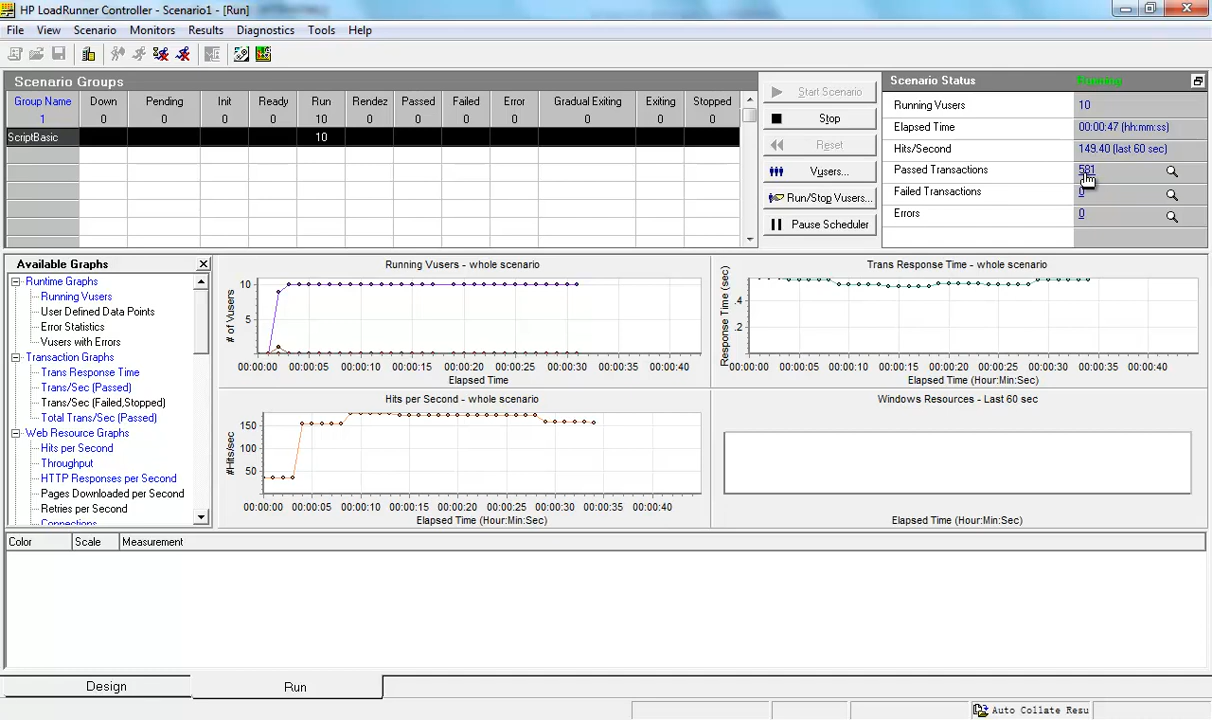 HP LoadRunner Controller - Scenario1 - [Run]
File View Scenario Monitors Results Diagnostics Tools Help
Scenario Groups
Group Name Down Pending Init Ready Run Rendez Passed Failed Error Gradual Exiting Exiting Stopped
1 0 0 0 0 10 0 0 0 0 0 0 0
ScriptBasic 10
Start Scenario
Stop
Reset
Vusers...
Run/Stop Vusers...
Pause Scheduler
Scenario Status Running
Running Vusers 10
Elapsed Time 00:00:47 (hh:mm:ss)
Hits/Second 149.40 (last 60 sec)
Passed Transactions 581
Failed Transactions 0
Errors 0
Available Graphs
Runtime Graphs
Running Vusers
User Defined Data Points
Error Statistics
Vusers with Errors
Transaction Graphs
Trans Response Time
Trans/Sec (Passed)
Trans/Sec (Failed,Stopped)
Total Trans/Sec (Passed)
Web Resource Graphs
Hits per Second
Throughput
HTTP Responses per Second
Pages Downloaded per Second
Retries per Second
Connections
Running Vusers - whole scenario
# of Vusers
10
5
00:00:00 00:00:05 00:00:10 00:00:15 00:00:20 00:00:25 00:00:30 00:00:35 00:00:40
Elapsed Time
Trans Response Time - whole scenario
Response Time (sec)
.4
.2
00:00:00 00:00:05 00:00:10 00:00:15 00:00:20 00:00:25 00:00:30 00:00:35 00:00:40
Elapsed Time (Hour:Min:Sec)
Hits per Second - whole scenario
#Hits/sec
150
100
50
00:00:00 00:00:05 00:00:10 00:00:15 00:00:20 00:00:25 00:00:30 00:00:35 00:00:40
Elapsed Time (Hour:Min:Sec)
Windows Resources - Last 60 sec
Elapsed Time (Hour:Min:Sec)
Color Scale Measurement
Design Run
Auto Collate Resu